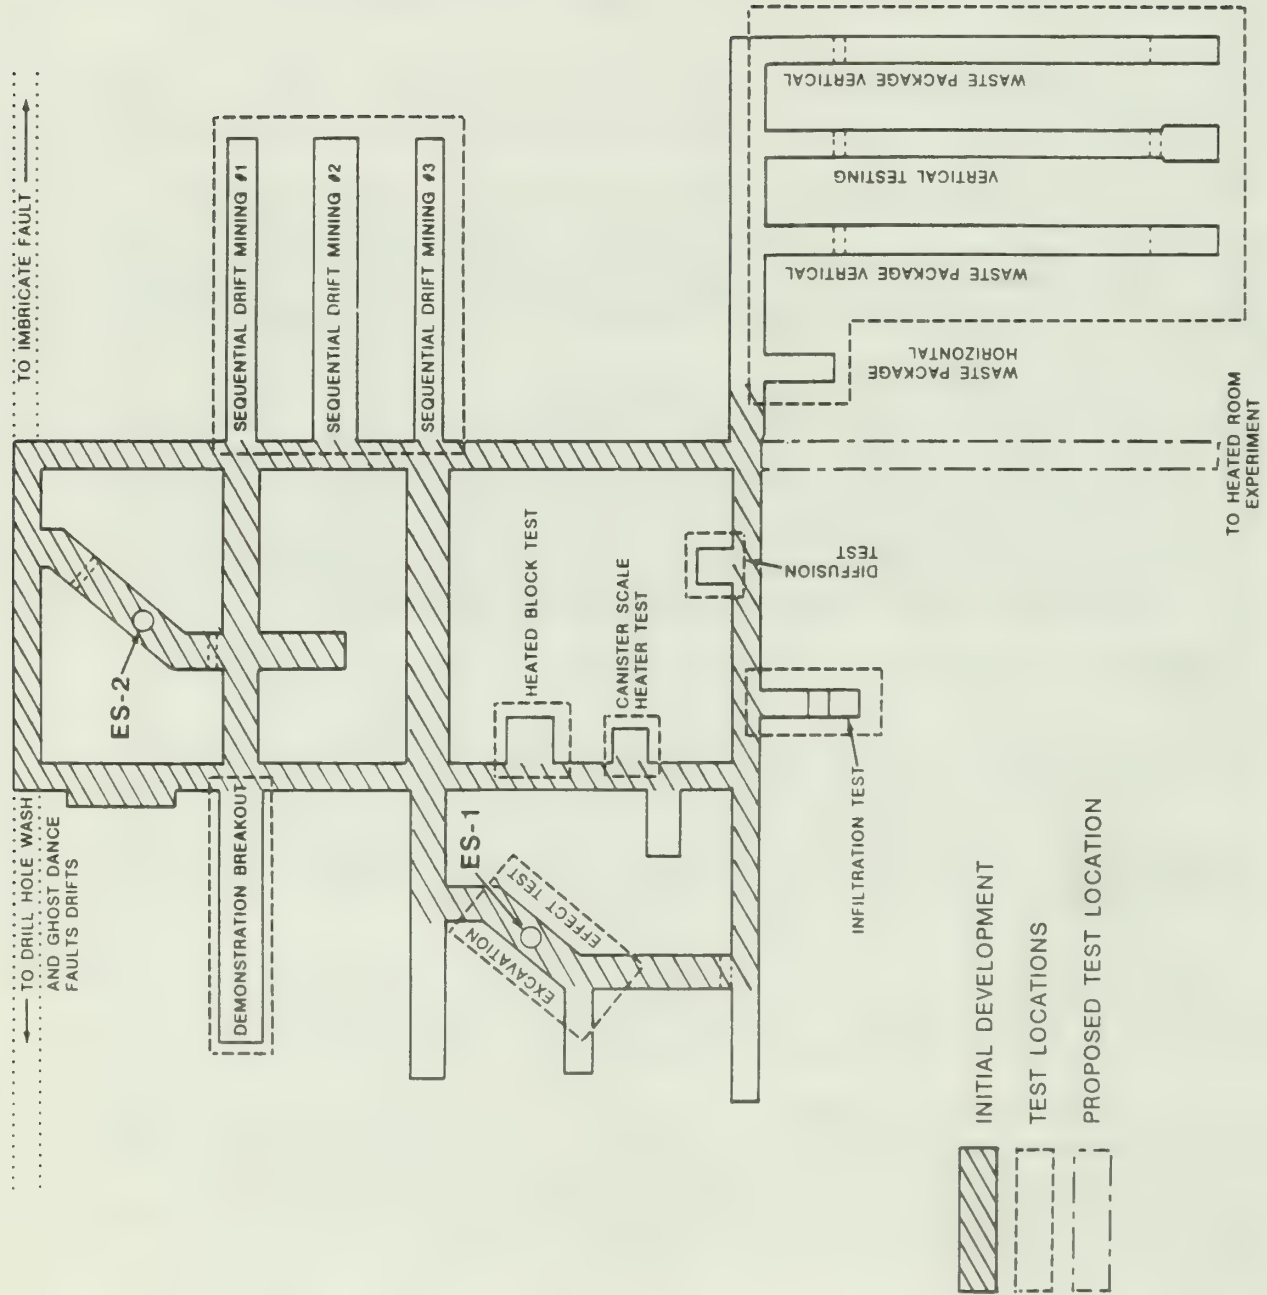 TO IMBRICATE FAULT
TO DRILL HOLE WASH
AND GHOST DANCE
FAULTS DRIFTS
SEQUENTIAL DRIFT MINING #1
SEQUENTIAL DRIFT MINING #2
SEQUENTIAL DRIFT MINING #3
ES-2
DEMONSTRATION BREAKOUT
HEATED BLOCK TEST
CANISTER SCALE
HEATER TEST
ES-1
EXCAVATION
EFFECT TEST
DIFFUSION
TEST
INFILTRATION TEST
WASTE PACKAGE
HORIZONTAL
WASTE PACKAGE VERTICAL
VERTICAL TESTING
WASTE PACKAGE VERTICAL
TO HEATED ROOM
EXPERIMENT
INITIAL DEVELOPMENT
TEST LOCATIONS
PROPOSED TEST LOCATION